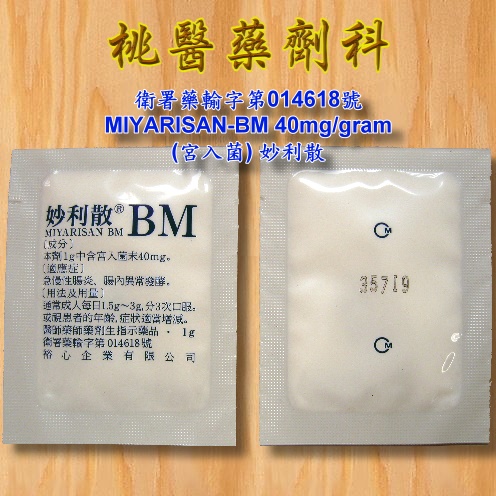 桃醫藥劑科
衛署藥輸字第014618號
MIYARISAN-BM 40mg/gram
(宮入菌) 妙利散
妙利散® BM
MIYARISAN BM
〔成分〕
本劑1g中含宮入菌末40mg。
〔適應症〕
急慢性腸炎、腸內異常醱酵。
〔用法及用量〕
通常成人每日1.5g~3g,分3次口服。
或視患者的年齡,症狀適當增減。
醫師藥師藥劑生指示藥品 · 1g
衛署藥輸字第014618號
裕心企業有限公司
CM
35719
CM